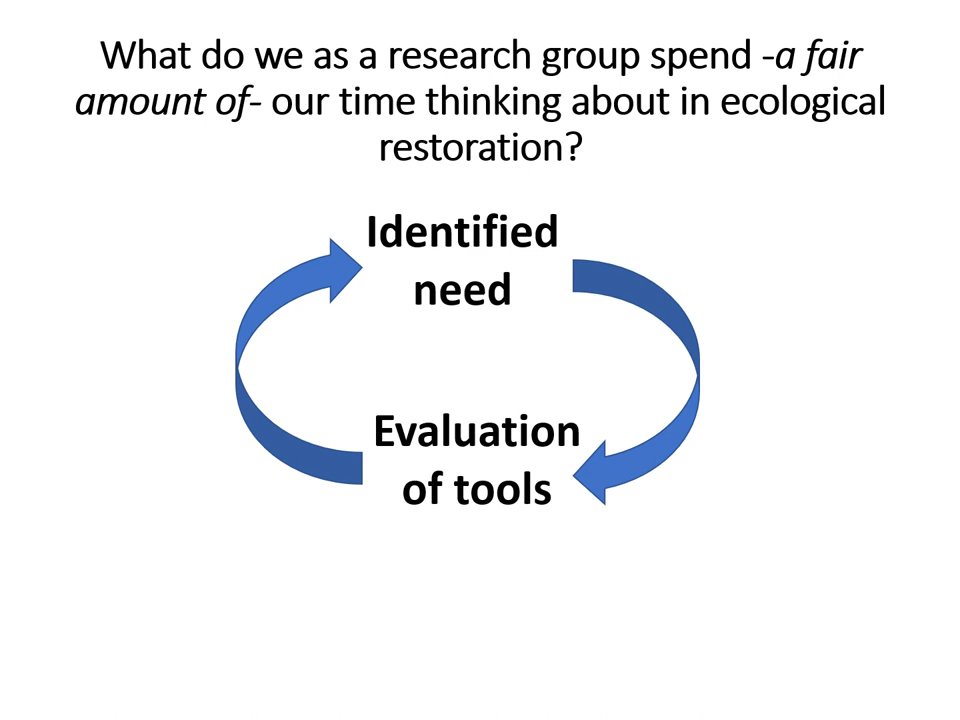 What do we as a research group spend -a fair
amount of- our time thinking about in ecological
restoration?
Identified
need
Evaluation
of tools